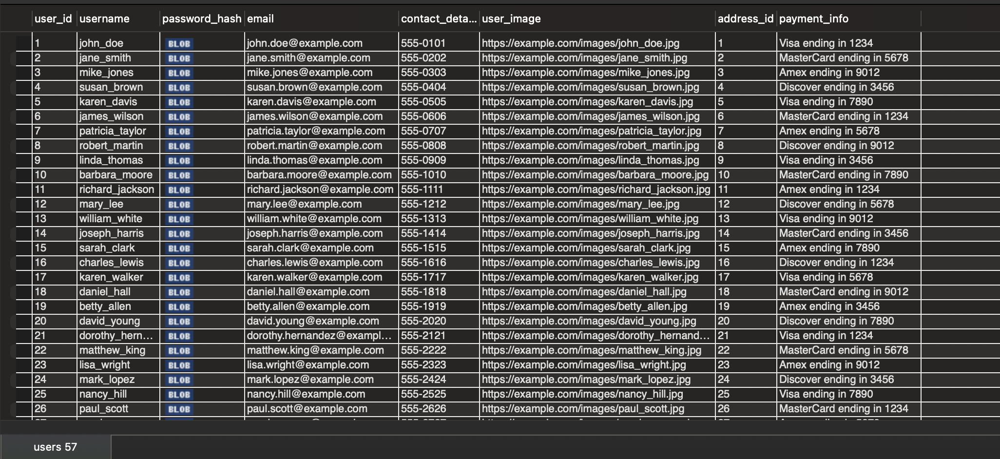 user_id username password_hash email contact_deta... user_image address_id payment_info
1 john_doe BLOB john.doe@example.com 555-0101 https://example.com/images/john_doe.jpg 1 Visa ending in 1234
2 jane_smith BLOB jane.smith@example.com 555-0202 https://example.com/images/jane_smith.jpg 2 MasterCard ending in 5678
3 mike_jones BLOB mike.jones@example.com 555-0303 https://example.com/images/mike_jones.jpg 3 Amex ending in 9012
4 susan_brown BLOB susan.brown@example.com 555-0404 https://example.com/images/susan_brown.jpg 4 Discover ending in 3456
5 karen_davis BLOB karen.davis@example.com 555-0505 https://example.com/images/karen_davis.jpg 5 Visa ending in 7890
6 james_wilson BLOB james.wilson@example.com 555-0606 https://example.com/images/james_wilson.jpg 6 MasterCard ending in 1234
7 patricia_taylor BLOB patricia.taylor@example.com 555-0707 https://example.com/images/patricia_taylor.jpg 7 Amex ending in 5678
8 robert_martin BLOB robert.martin@example.com 555-0808 https://example.com/images/robert_martin.jpg 8 Discover ending in 9012
9 linda_thomas BLOB linda.thomas@example.com 555-0909 https://example.com/images/linda_thomas.jpg 9 Visa ending in 3456
10 barbara_moore BLOB barbara.moore@example.com 555-1010 https://example.com/images/barbara_moore.jpg 10 MasterCard ending in 7890
11 richard_jackson BLOB richard.jackson@example.com 555-1111 https://example.com/images/richard_jackson.jpg 11 Amex ending in 1234
12 mary_lee BLOB mary.lee@example.com 555-1212 https://example.com/images/mary_lee.jpg 12 Discover ending in 5678
13 william_white BLOB william.white@example.com 555-1313 https://example.com/images/william_white.jpg 13 Visa ending in 9012
14 joseph_harris BLOB joseph.harris@example.com 555-1414 https://example.com/images/joseph_harris.jpg 14 MasterCard ending in 3456
15 sarah_clark BLOB sarah.clark@example.com 555-1515 https://example.com/images/sarah_clark.jpg 15 Amex ending in 7890
16 charles_lewis BLOB charles.lewis@example.com 555-1616 https://example.com/images/charles_lewis.jpg 16 Discover ending in 1234
17 karen_walker BLOB karen.walker@example.com 555-1717 https://example.com/images/karen_walker.jpg 17 Visa ending in 5678
18 daniel_hall BLOB daniel.hall@example.com 555-1818 https://example.com/images/daniel_hall.jpg 18 MasterCard ending in 9012
19 betty_allen BLOB betty.allen@example.com 555-1919 https://example.com/images/betty_allen.jpg 19 Amex ending in 3456
20 david_young BLOB david.young@example.com 555-2020 https://example.com/images/david_young.jpg 20 Discover ending in 7890
21 dorothy_hern... BLOB dorothy.hernandez@exampl... 555-2121 https://example.com/images/dorothy_hernand... 21 Visa ending in 1234
22 matthew_king BLOB matthew.king@example.com 555-2222 https://example.com/images/matthew_king.jpg 22 MasterCard ending in 5678
23 lisa_wright BLOB lisa.wright@example.com 555-2323 https://example.com/images/lisa_wright.jpg 23 Amex ending in 9012
24 mark_lopez BLOB mark.lopez@example.com 555-2424 https://example.com/images/mark_lopez.jpg 24 Discover ending in 3456
25 nancy_hill BLOB nancy.hill@example.com 555-2525 https://example.com/images/nancy_hill.jpg 25 Visa ending in 7890
26 paul_scott BLOB paul.scott@example.com 555-2626 https://example.com/images/paul_scott.jpg 26 MasterCard ending in 1234
users 57